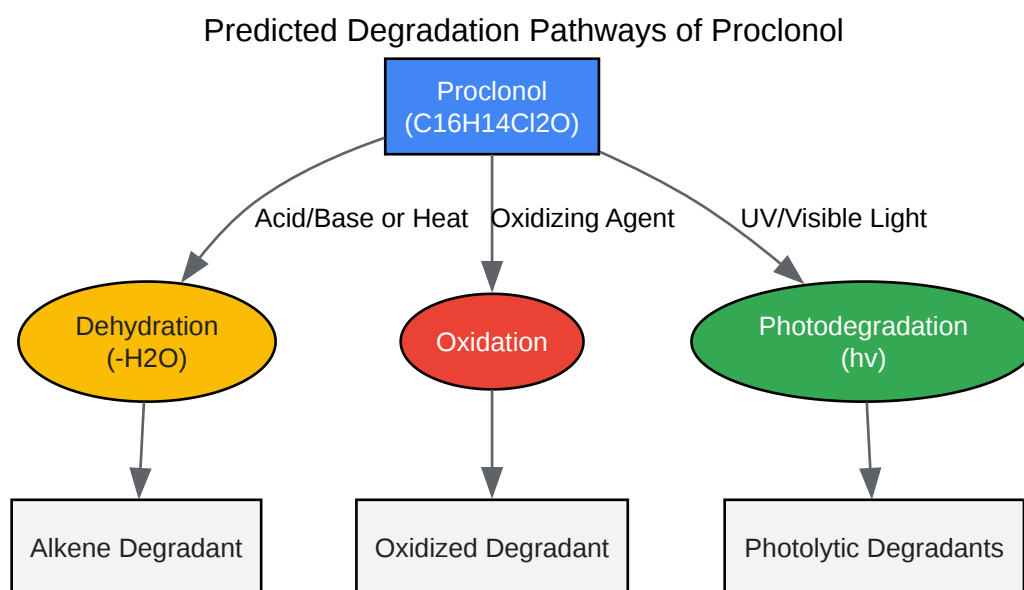 Predicted Degradation Pathways of Proclonol
Proclonol
(C16H14Cl2O)
Acid/Base or Heat
Oxidizing Agent
UV/Visible Light
Dehydration
(-H2O)
Oxidation
Photodegradation
(hv)
Alkene Degradant
Oxidized Degradant
Photolytic Degradants